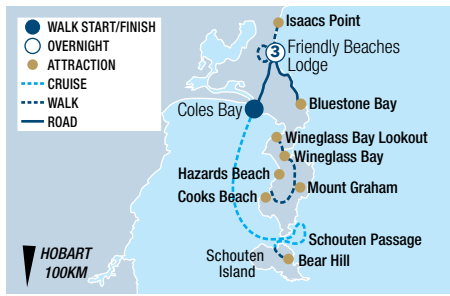 WALK START/FINISH
OVERNIGHT
ATTRACTION
CRUISE
WALK
ROAD
Isaacs Point
3
Friendly Beaches
Lodge
Coles Bay
Bluestone Bay
Wineglass Bay Lookout
Wineglass Bay
Hazards Beach
Mount Graham
Cooks Beach
Schouten Passage
Schouten
Island
Bear Hill
HOBART
100KM